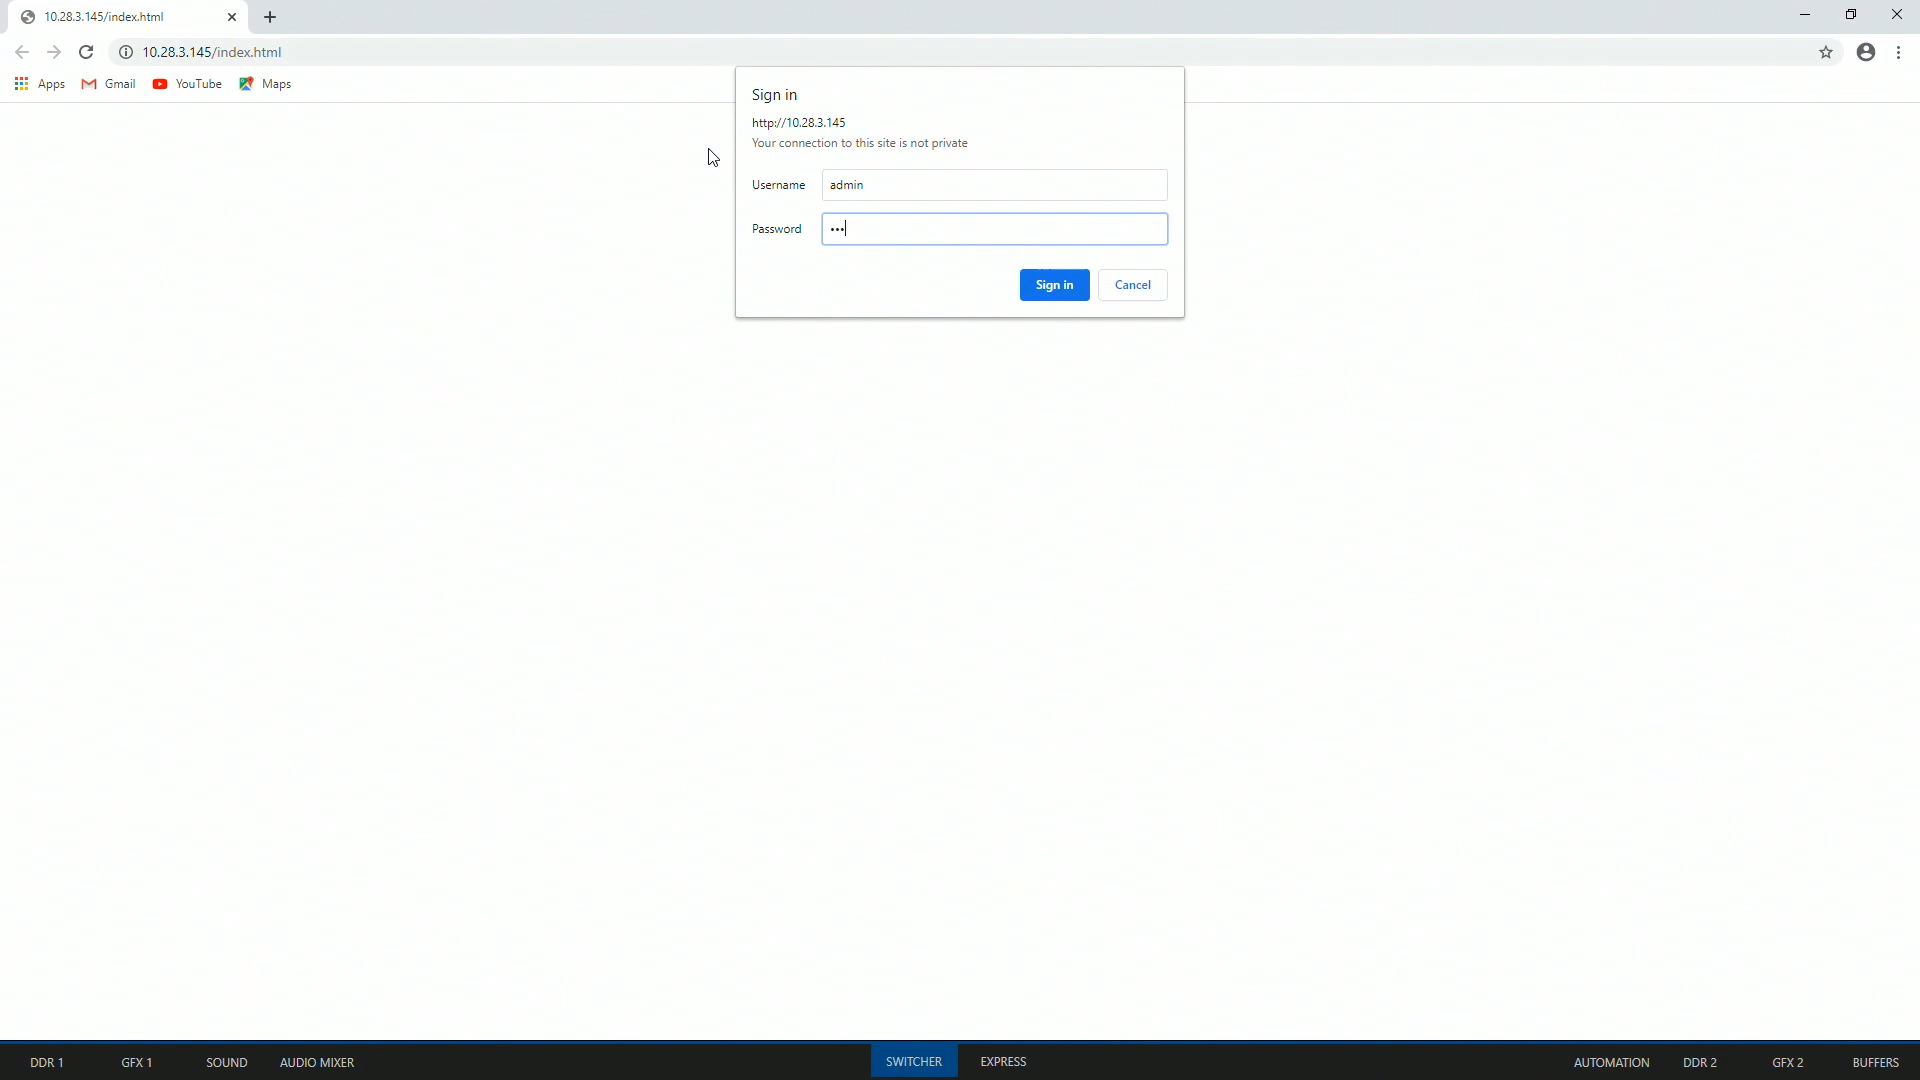 10.28.3.145/index.html
10.28.3.145/index.html
Apps Gmail YouTube Maps
Sign in
http://10.28.3.145
Your connection to this site is not private
Username admin
Password •••
Sign in Cancel
DDR 1 GFX 1 SOUND AUDIO MIXER SWITCHER EXPRESS AUTOMATION DDR 2 GFX 2 BUFFERS